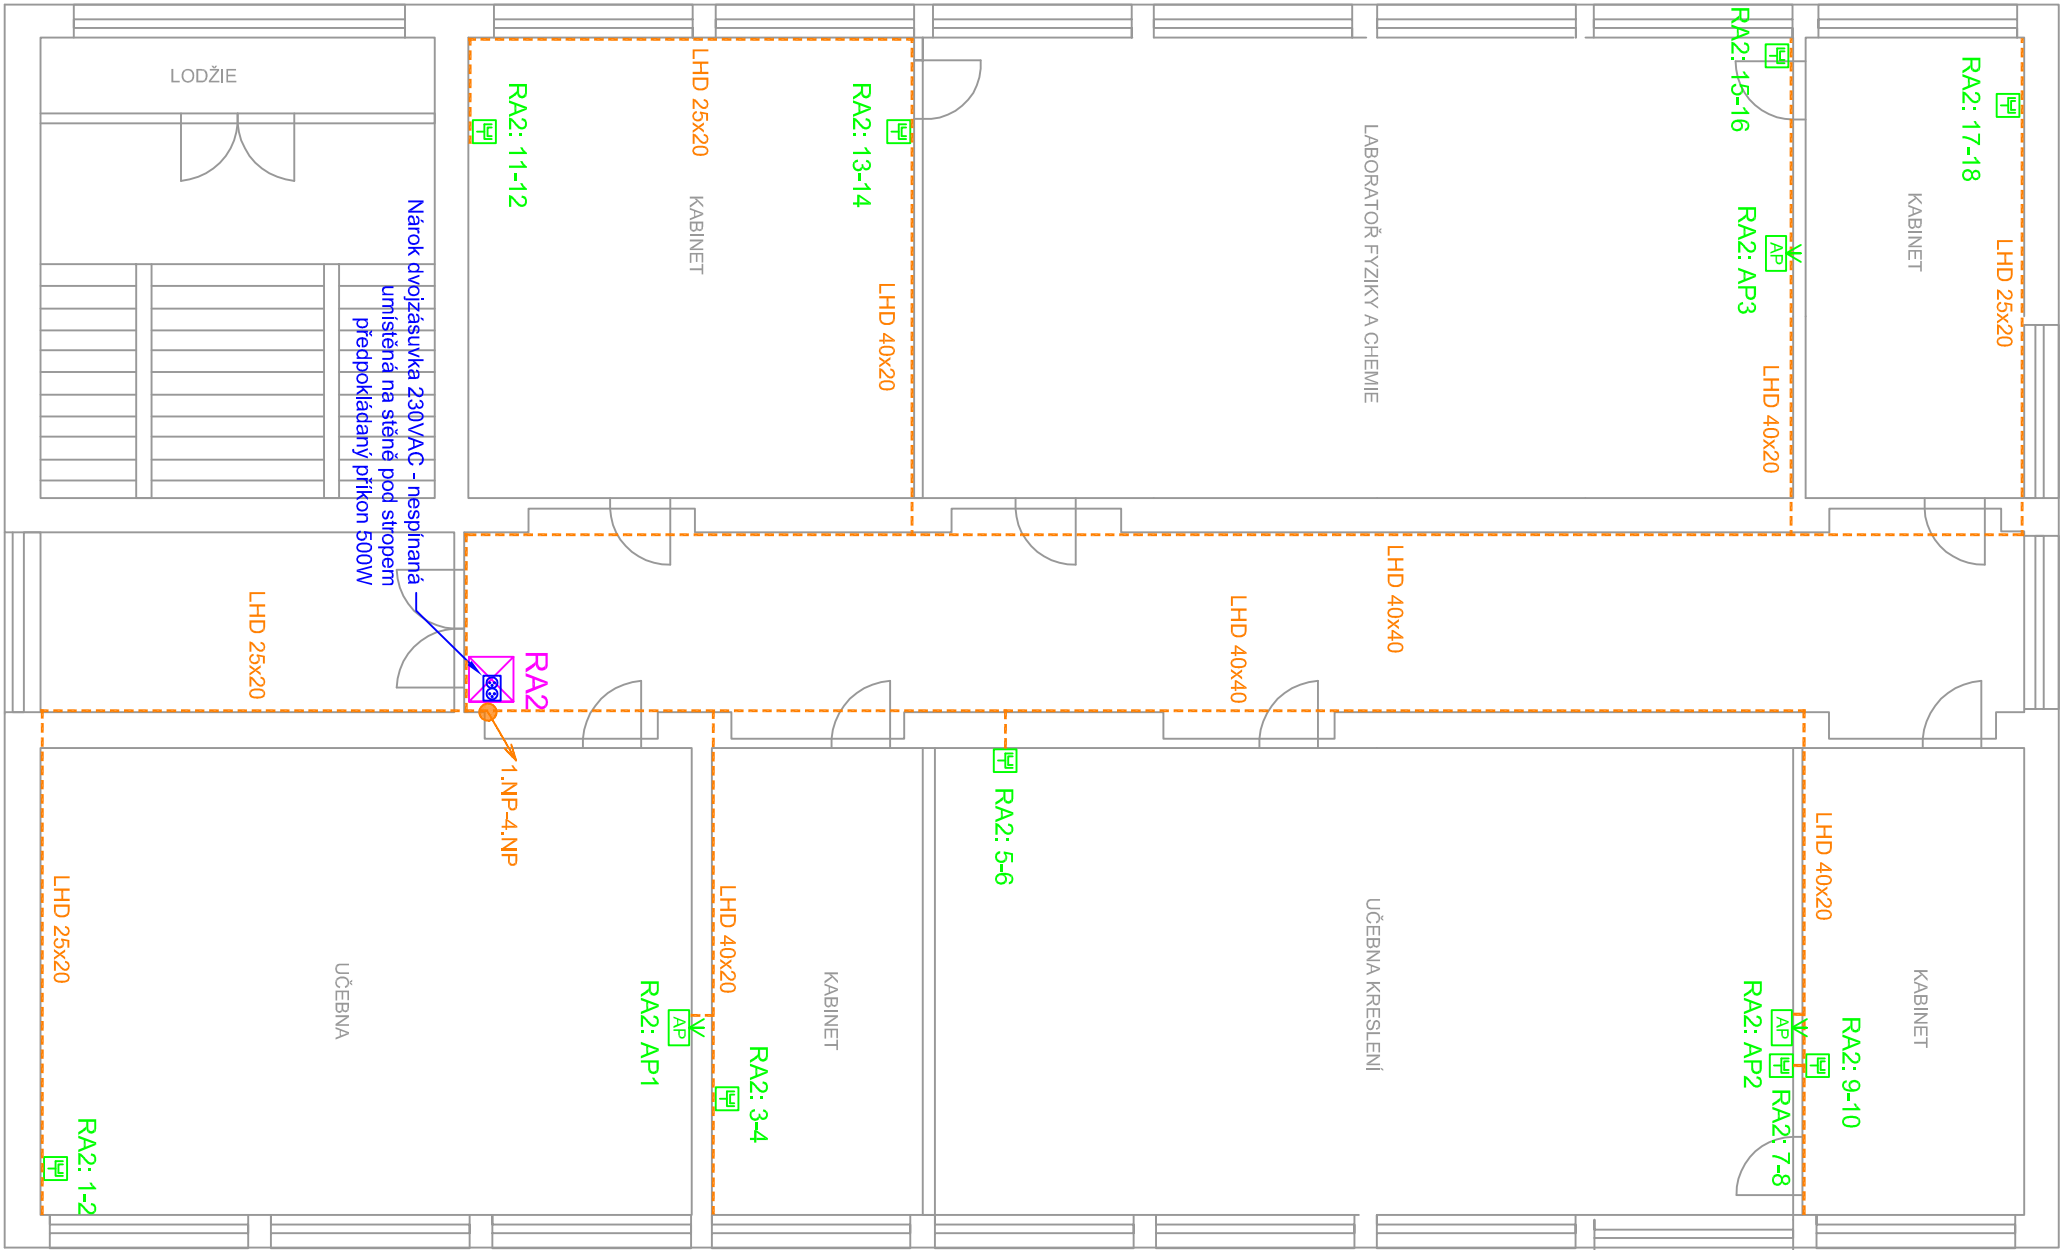 LODŽIE
RA2: 11-12
LHD 25x20
KABINET
RA2: 13-14
LHD 40x20
LABORATOŘ FYZIKY A CHEMIE
RA2: 15-16
RA2: AP3
AP
LHD 40x20
RA2: 17-18
KABINET
LHD 25x20
Nárok dvojzásuvka 230VAC - nespínaná
umístěná na stěně pod stropem
předpokládaný příkon 500W
LHD 25x20
RA2
LHD 40x40
LHD 40x40
1.NP-4.NP
LHD 25x20
UČEBNA
RA2: 1-2
RA2: AP1
AP
LHD 40x20
RA2: 3-4
KABINET
RA2: 5-6
UČEBNA KRESLENÍ
RA2: AP2
AP
RA2: 7-8
LHD 40x20
RA2: 9-10
KABINET